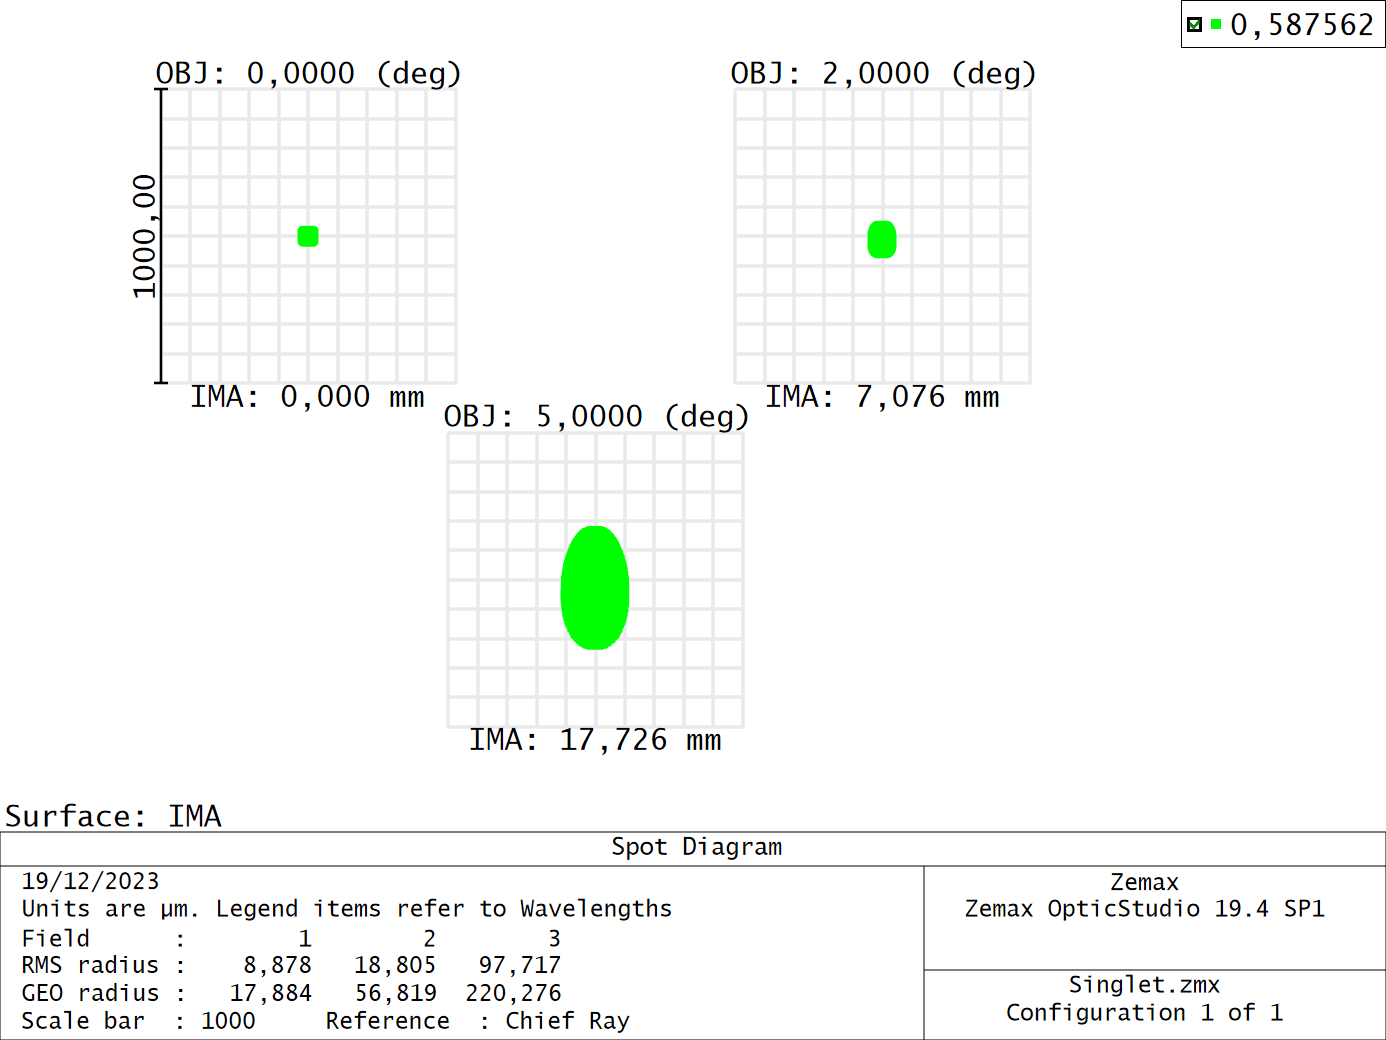 0,587562
OBJ: 0,0000 (deg)
OBJ: 2,0000 (deg)
1000,00
IMA: 0,000 mm
IMA: 7,076 mm
OBJ: 5,0000 (deg)
IMA: 17,726 mm
Surface: IMA
Spot Diagram
19/12/2023
Units are µm. Legend items refer to Wavelengths
Field : 1 2 3
RMS radius : 8,878 18,805 97,717
GEO radius : 17,884 56,819 220,276
Scale bar : 1000 Reference : Chief Ray
Zemax
Zemax OpticStudio 19.4 SP1
Singlet.zmx
Configuration 1 of 1